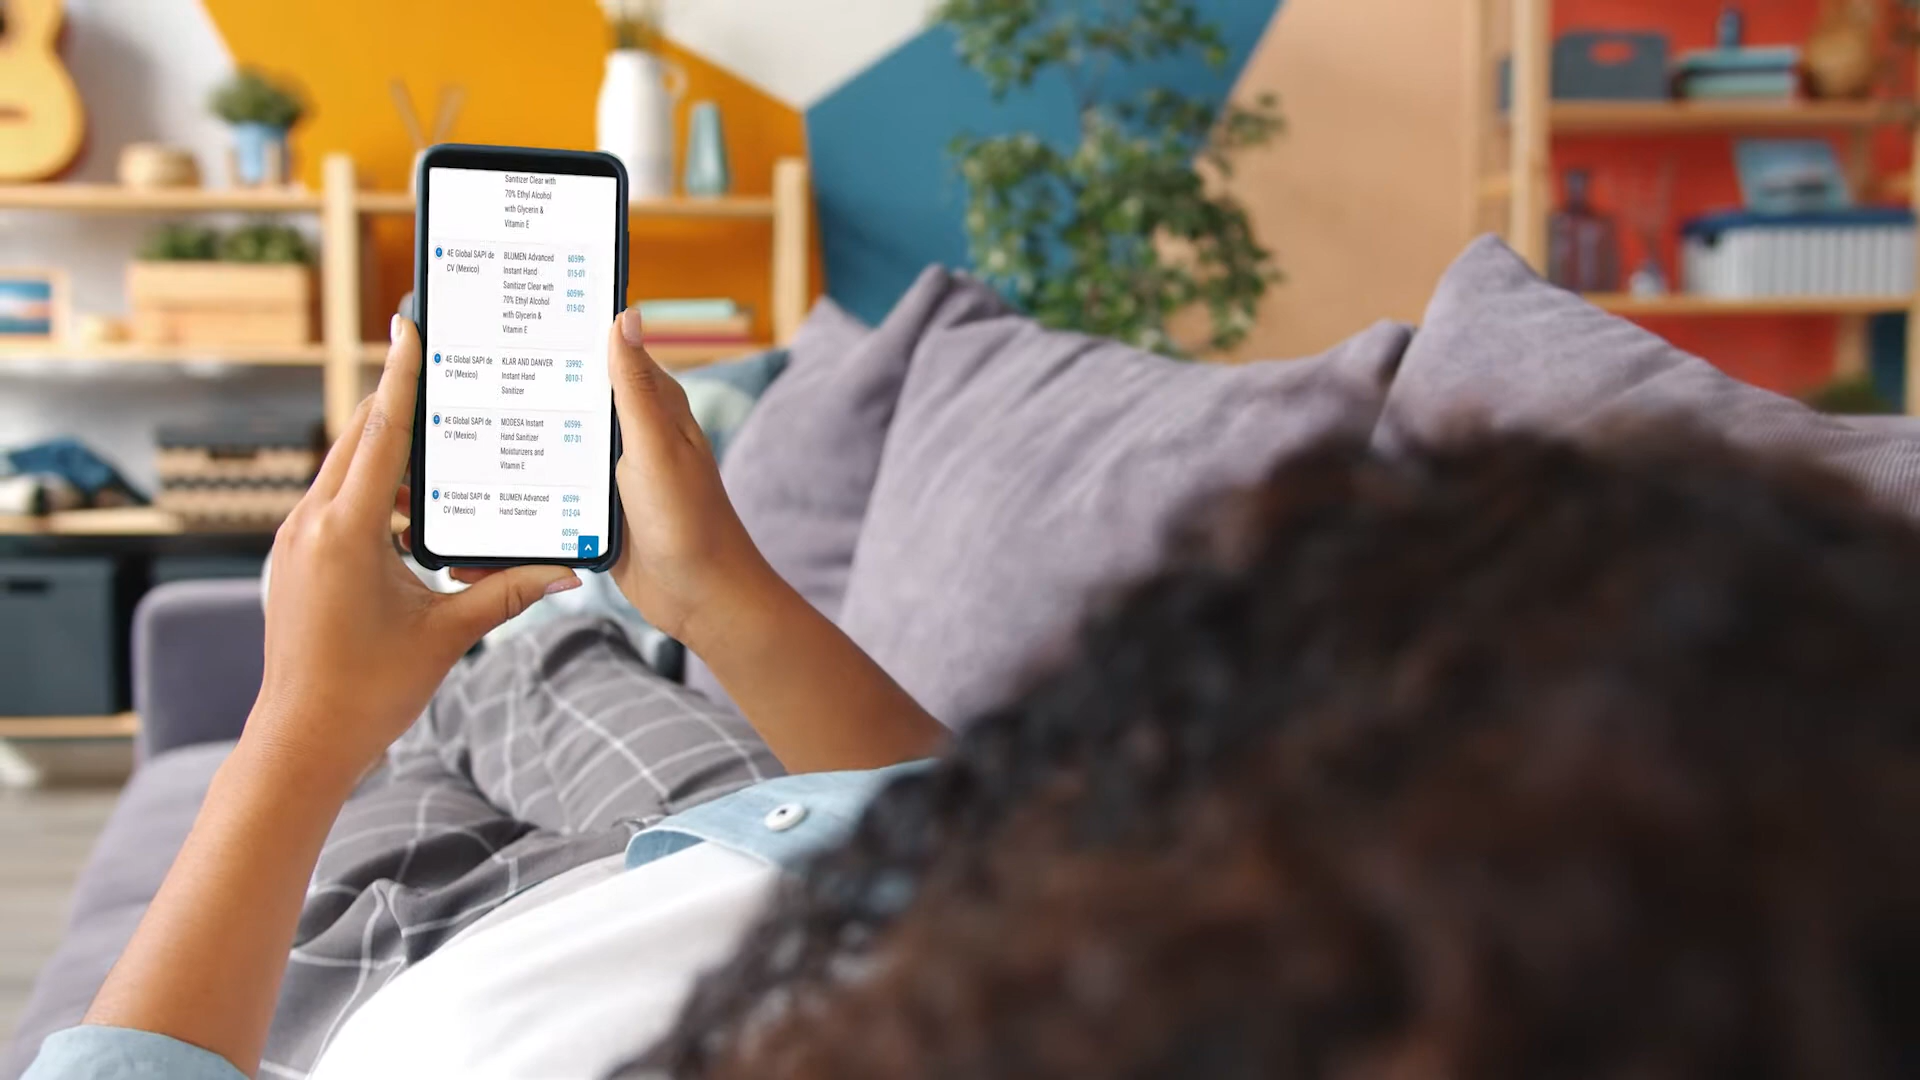 Sanitizer Clear with
70% Ethyl Alcohol
with Glycerin &
Vitamin E
4E Global SAPI de
CV (Mexico)
BLUMEN Advanced
Instant Hand
Sanitizer Clear with
70% Ethyl Alcohol
with Glycerin &
Vitamin E
60599-
015-01
60599-
015-02
4E Global SAPI de
CV (Mexico)
KLAR AND DANVER
Instant Hand
Sanitizer
33992-
8010-1
4E Global SAPI de
CV (Mexico)
MODESA Instant
Hand Sanitizer
Moisturizers and
Vitamin E
60599-
007-31
4E Global SAPI de
CV (Mexico)
BLUMEN Advanced
Hand Sanitizer
60599-
012-04
60599-